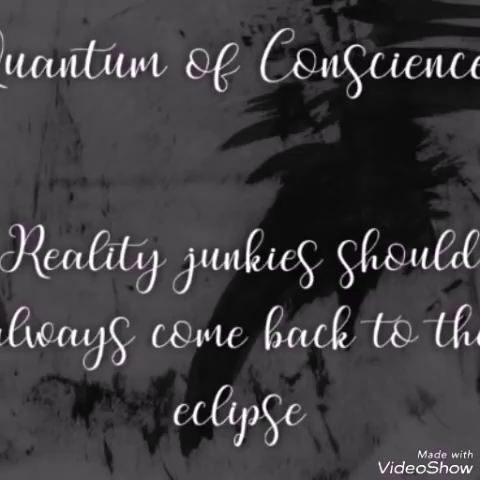 Quantum of Conscience
Reality junkies should
always come back to the
eclipse
Made with
VideoShow